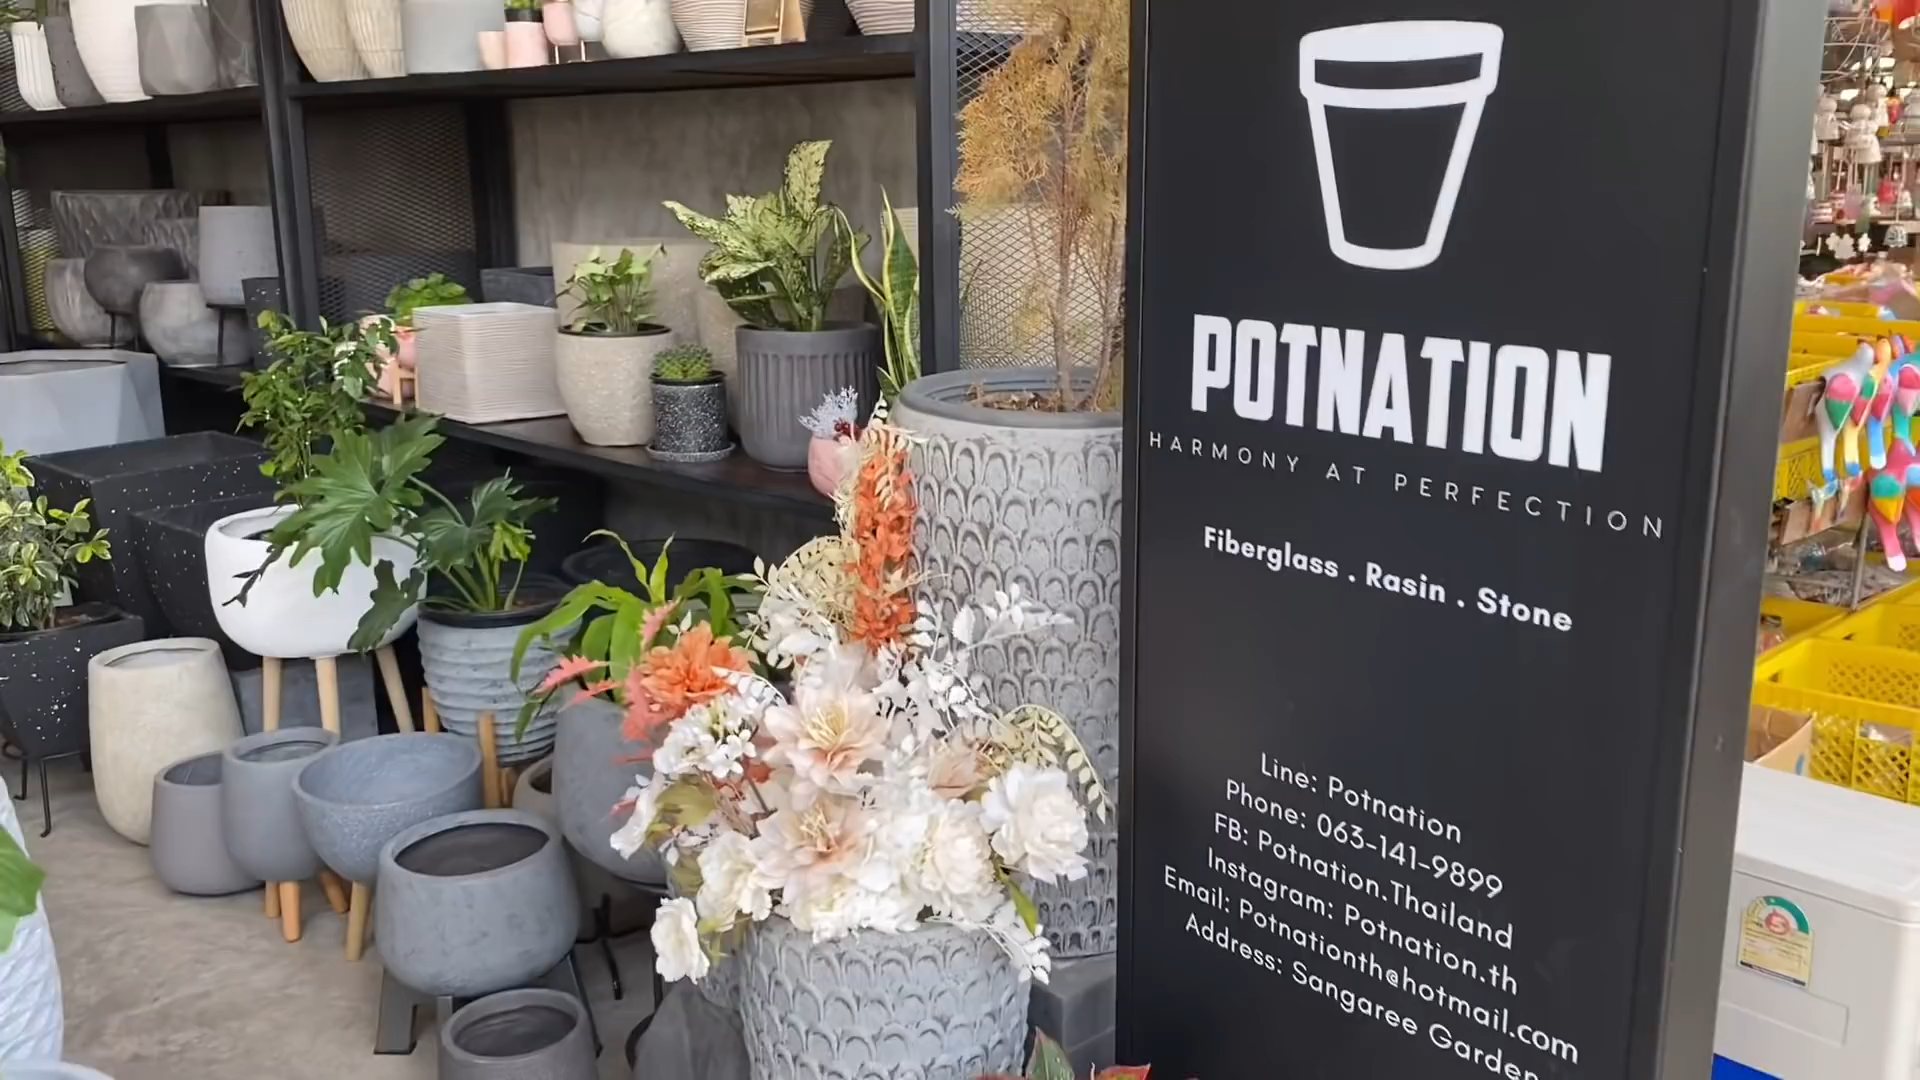 POTNATION
HARMONY AT PERFECTION
Fiberglass . Rasin . Stone
Line: Potnation
Phone: 063-141-9899
FB: Potnation.Thailand
Instagram: Potnation.th
Email: Potnationth@hotmail.com
Address: Sangaree Garden
5